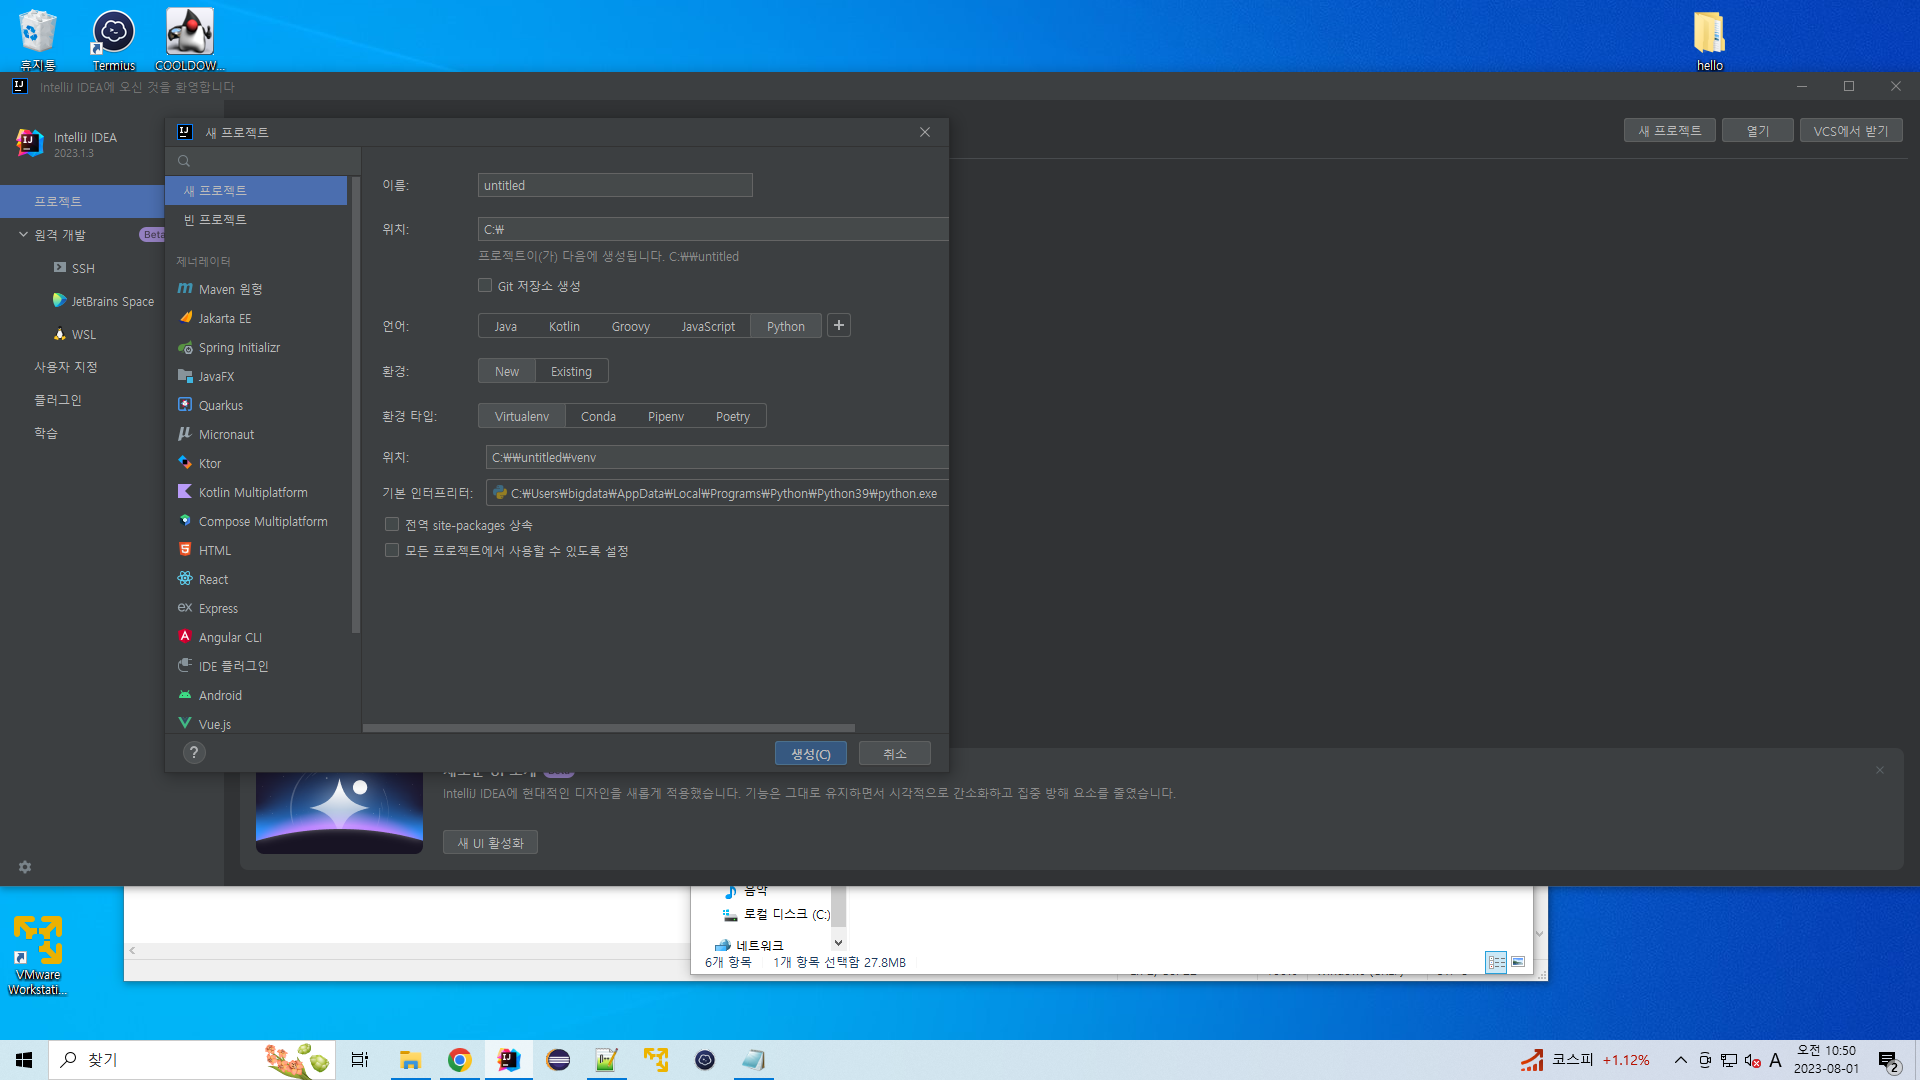 휴지통
Termius
COOLDOW...
hello
IntelliJ IDEA에 오신 것을 환영합니다
IntelliJ IDEA
2023.1.3
새 프로젝트
열기
VCS에서 받기
프로젝트
원격 개발
Beta
SSH
JetBrains Space
WSL
사용자 지정
플러그인
학습
새 프로젝트
새 프로젝트
빈 프로젝트
제너레이터
Maven 원형
Jakarta EE
Spring Initializr
JavaFX
Quarkus
Micronaut
Ktor
Kotlin Multiplatform
Compose Multiplatform
HTML
React
Express
Angular CLI
IDE 플러그인
Android
Vue.js
이름: untitled
위치: C:₩
프로젝트이(가) 다음에 생성됩니다. C:₩₩untitled
Git 저장소 생성
언어: Java Kotlin Groovy JavaScript Python +
환경: New Existing
환경 타입: Virtualenv Conda Pipenv Poetry
위치: C:₩₩untitled₩venv
기본 인터프리터: C:₩Users₩bigdata₩AppData₩Local₩Programs₩Python₩Python39₩python.exe
전역 site-packages 상속
모든 프로젝트에서 사용할 수 있도록 설정
?
생성(C)
취소
IntelliJ IDEA에 현대적인 디자인을 새롭게 적용했습니다. 기능은 그대로 유지하면서 시각적으로 간소화하고 집중 방해 요소를 줄였습니다.
새 UI 활성화
음악
로컬 디스크 (C:)
네트워크
6개 항목 1개 항목 선택함 27.8MB
VMware
Workstati...
찾기
코스피 +1.12%
A
오전 10:50
2023-08-01
2